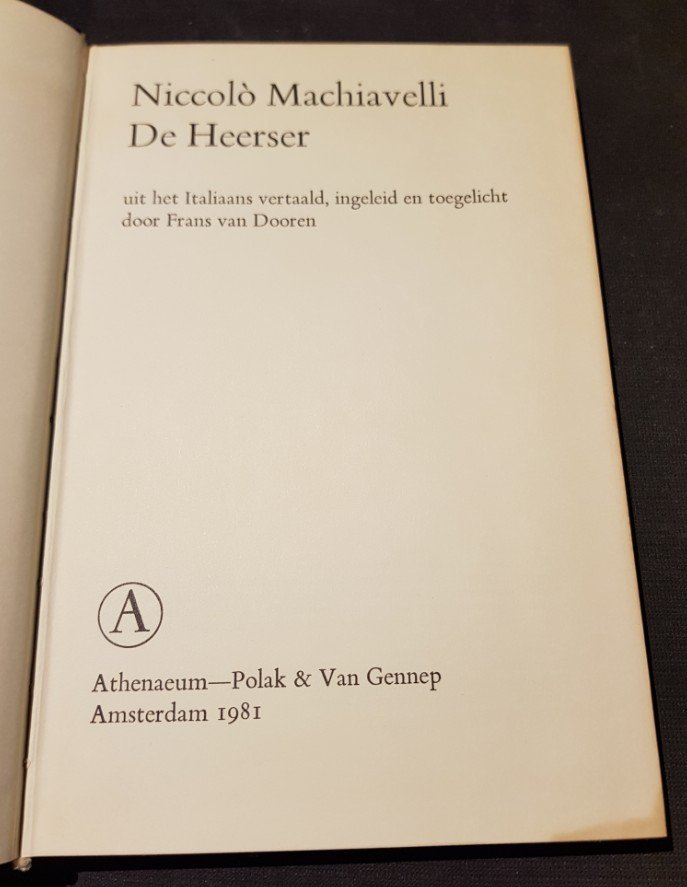 Niccolò Machiavelli
De Heerser
uit het Italiaans vertaald, ingeleid en toegelicht
door Frans van Dooren
A
Athenaeum—Polak & Van Gennep
Amsterdam 1981